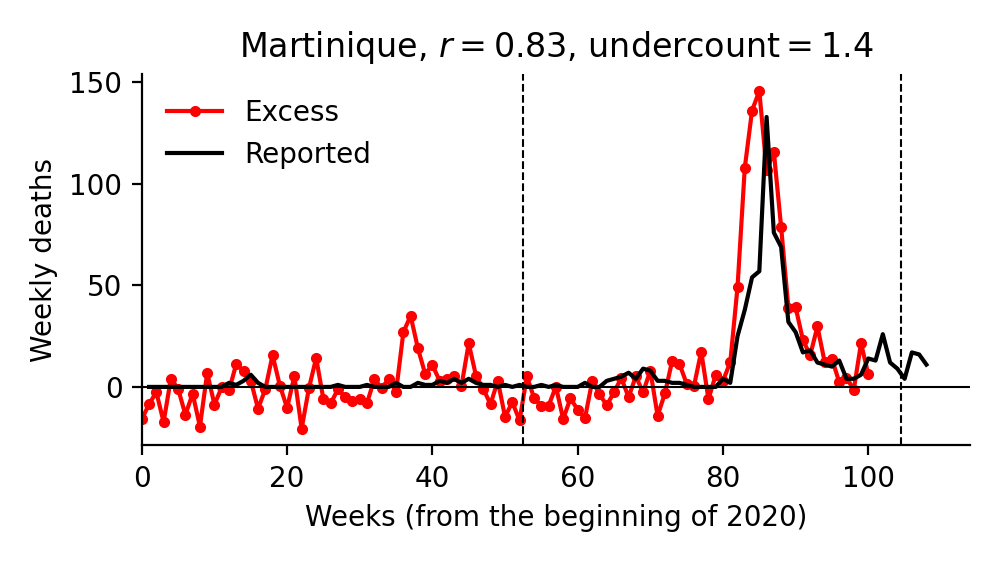 Martinique, r = 0.83, undercount = 1.4
150
100
50
0
Excess
Reported
Weekly deaths
0 20 40 60 80 100
Weeks (from the beginning of 2020)